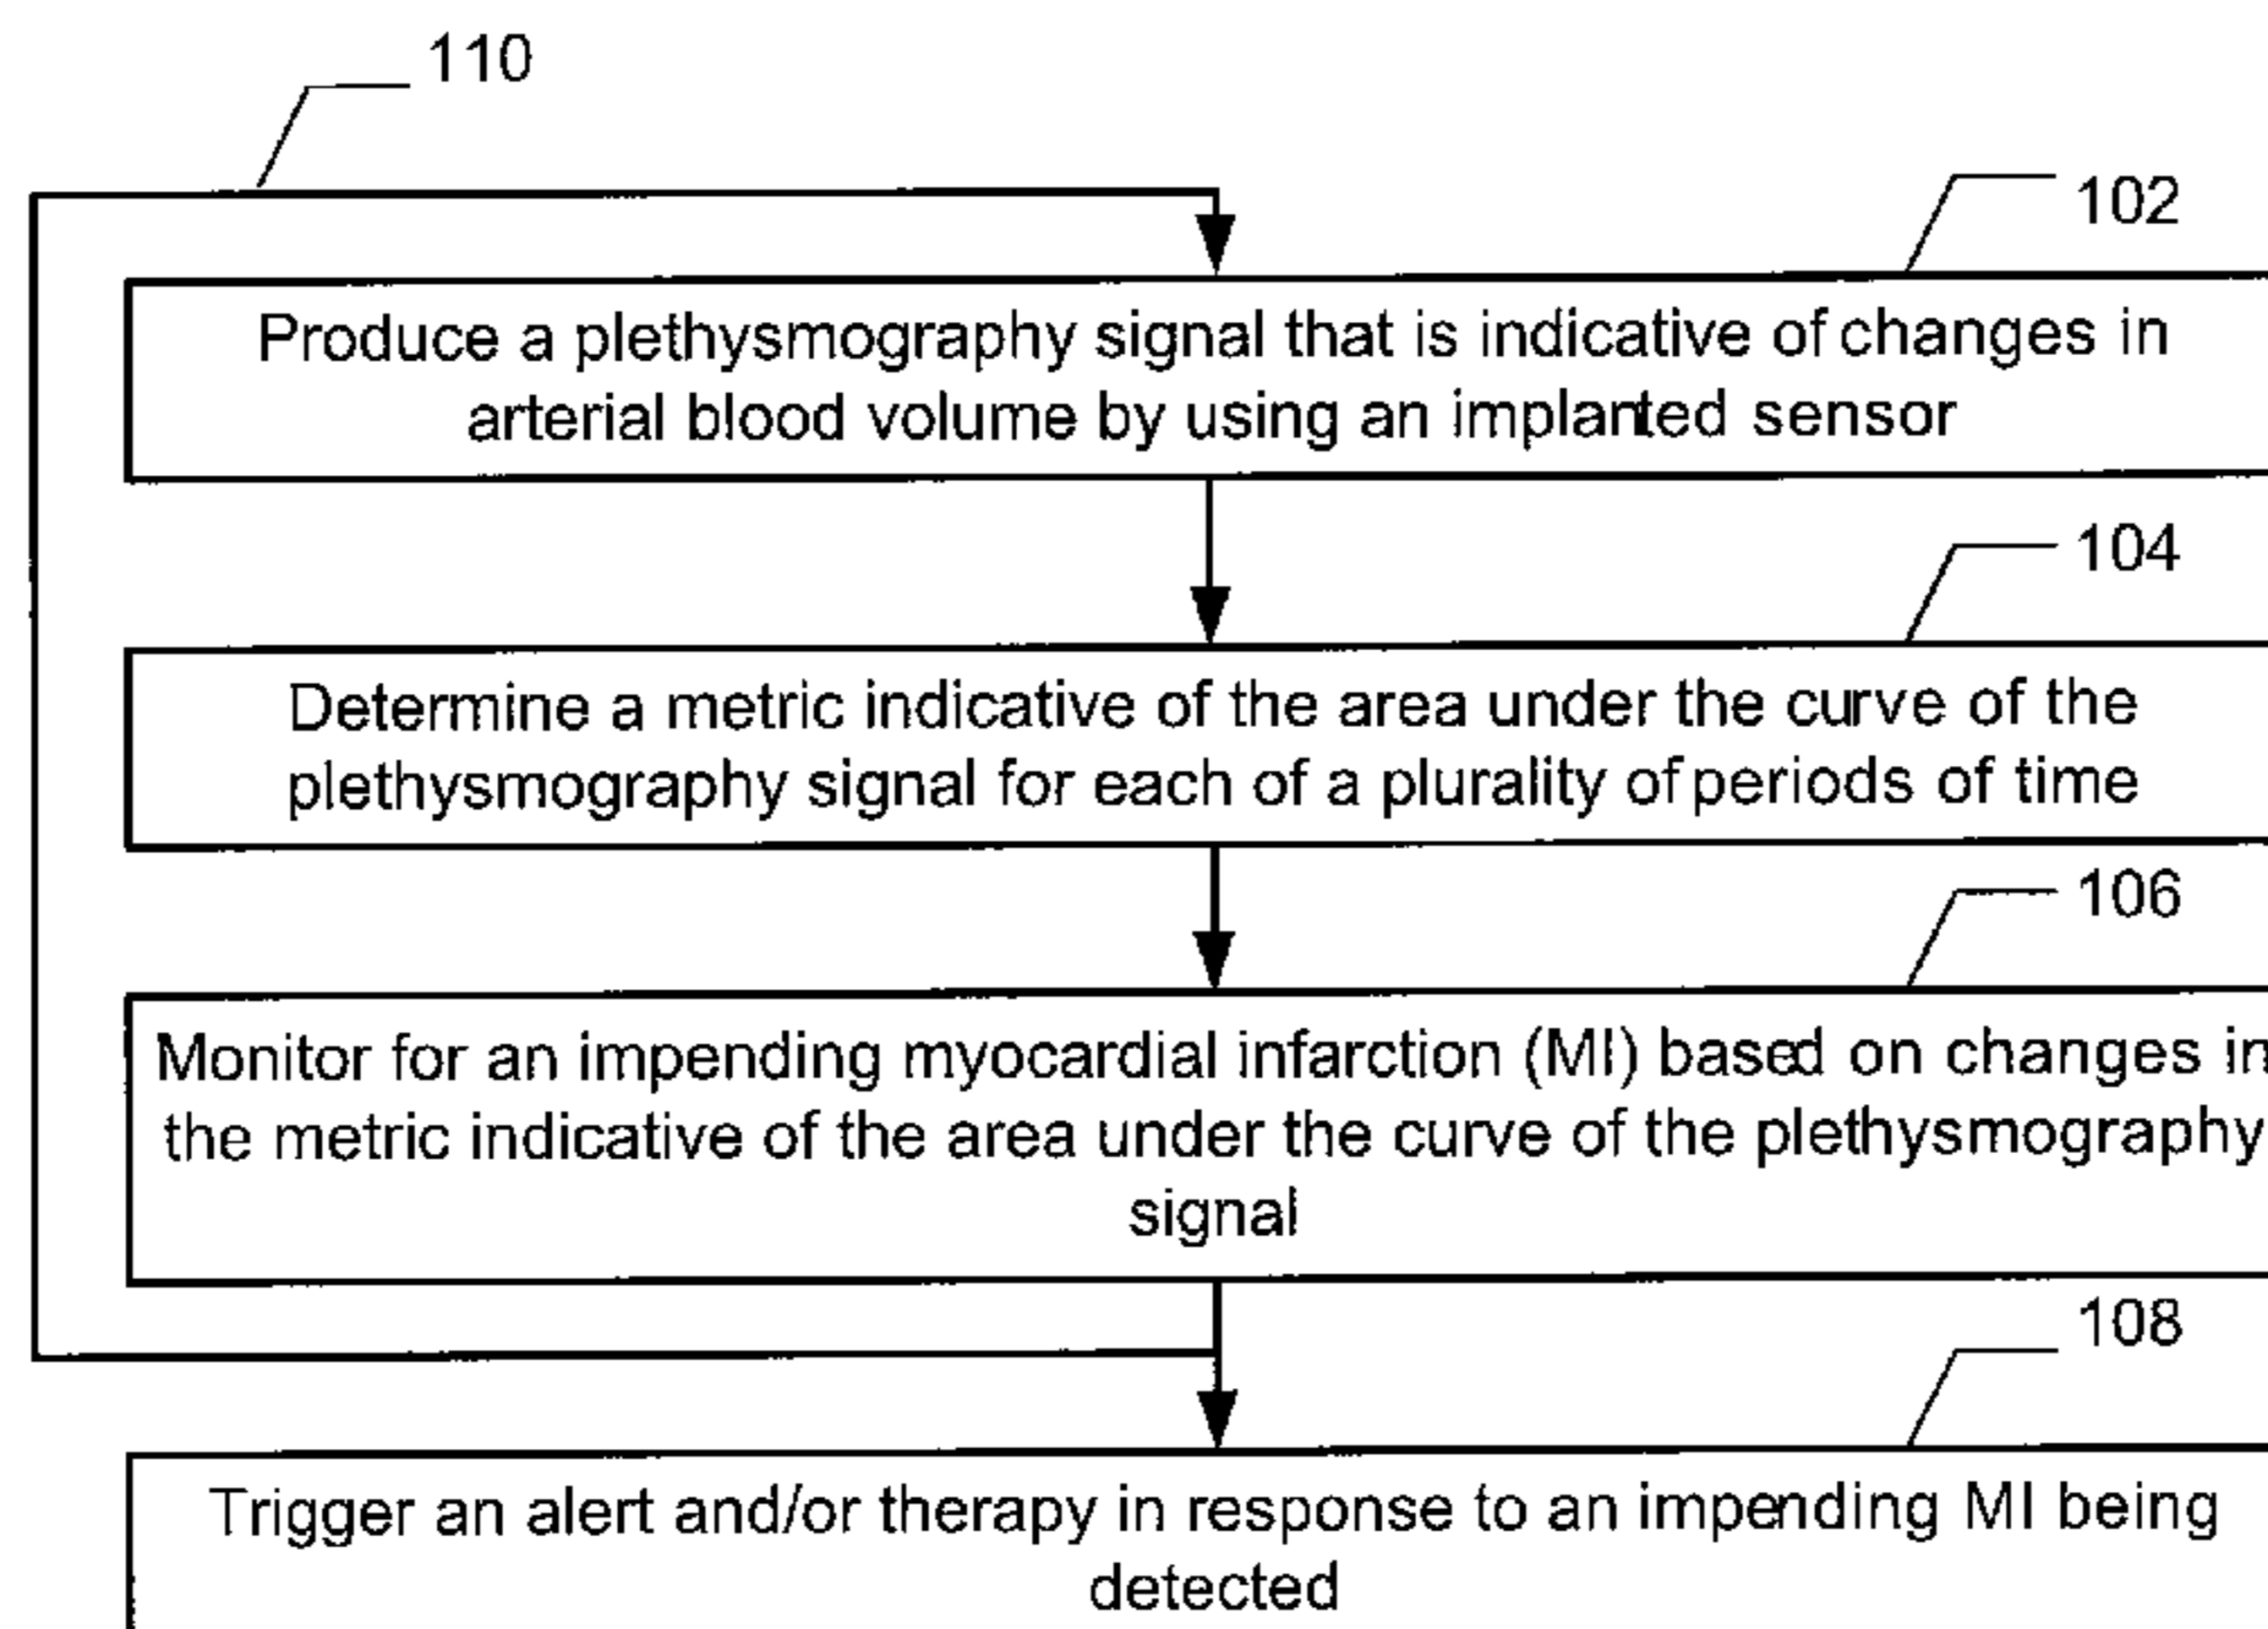 110
102
Produce a plethysmography signal that is indicative of changes in
arterial blood volume by using an implanted sensor
104
Determine a metric indicative of the area under the curve of the
plethysmography signal for each of a plurality of periods of time
106
Monitor for an impending myocardial infarction (MI) based on changes in
the metric indicative of the area under the curve of the plethysmography
signal
108
Trigger an alert and/or therapy in response to an impending MI being
detected